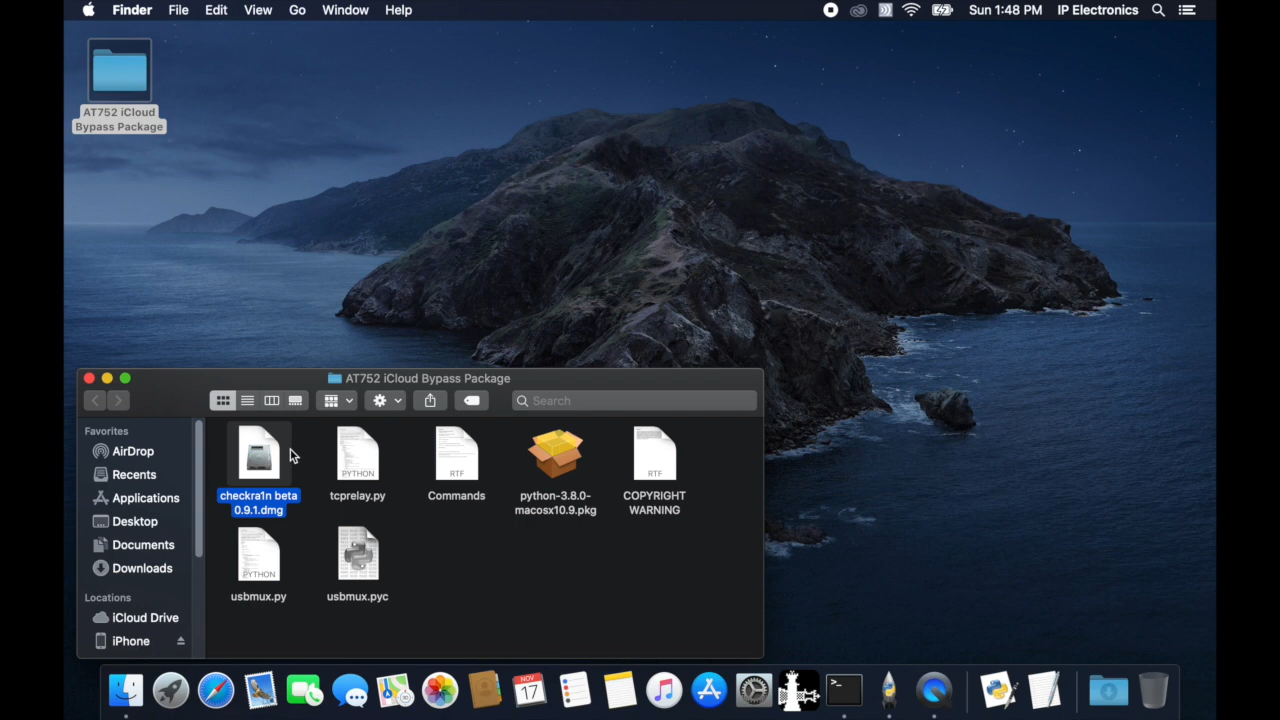 Finder File Edit View Go Window Help
Sun 1:48 PM IP Electronics
AT752 iCloud
Bypass Package
AT752 iCloud Bypass Package
Search
Favorites
AirDrop
Recents
Applications
Desktop
Documents
Downloads
Locations
iCloud Drive
iPhone
PYTHON
RTF
RTF
checkra1n beta
0.9.1.dmg
tcprelay.py
Commands
python-3.8.0-
macosx10.9.pkg
COPYRIGHT
WARNING
PYTHON
usbmux.py
usbmux.pyc
NOV
17